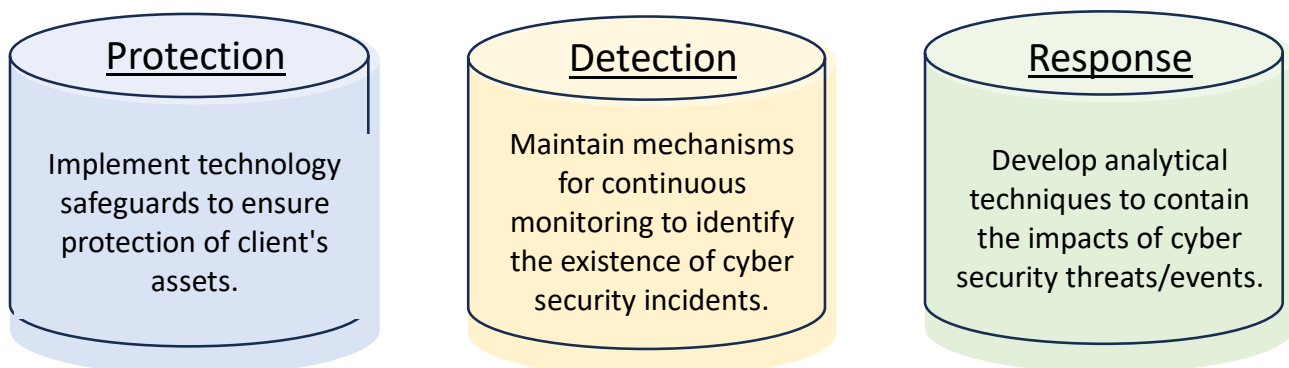 Protection
Implement technology
safeguards to ensure
protection of client's
assets.
Detection
Maintain mechanisms
for continuous
monitoring to identify
the existence of cyber
security incidents.
Response
Develop analytical
techniques to contain
the impacts of cyber
security threats/events.